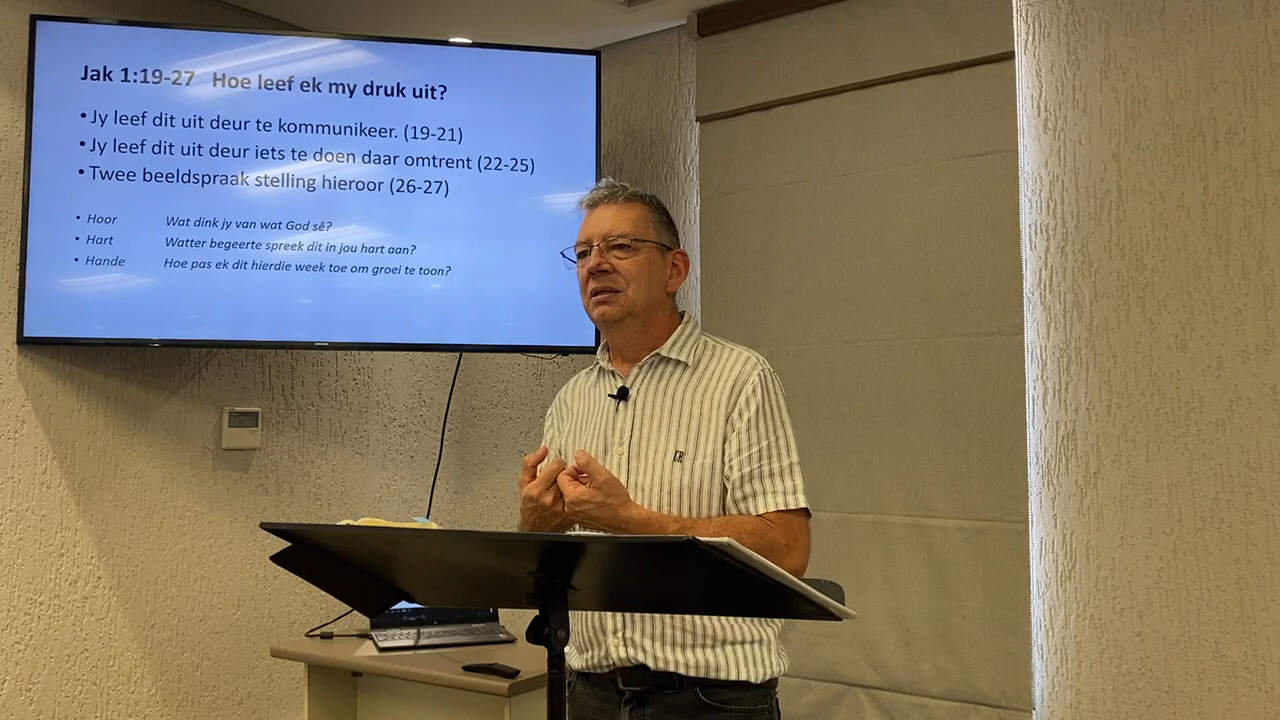 Jak 1:19-27 Hoe leef ek my druk uit?
• Jy leef dit uit deur te kommunikeer. (19-21)
• Jy leef dit uit deur iets te doen daar omtrent (22-25)
• Twee beeldspraak stelling hieroor (26-27)
• Hoor Wat dink jy van wat God sê?
• Hart Watter begeerte spreek dit in jou hart aan?
• Hande Hoe pas ek dit hierdie week toe om groei te toon?